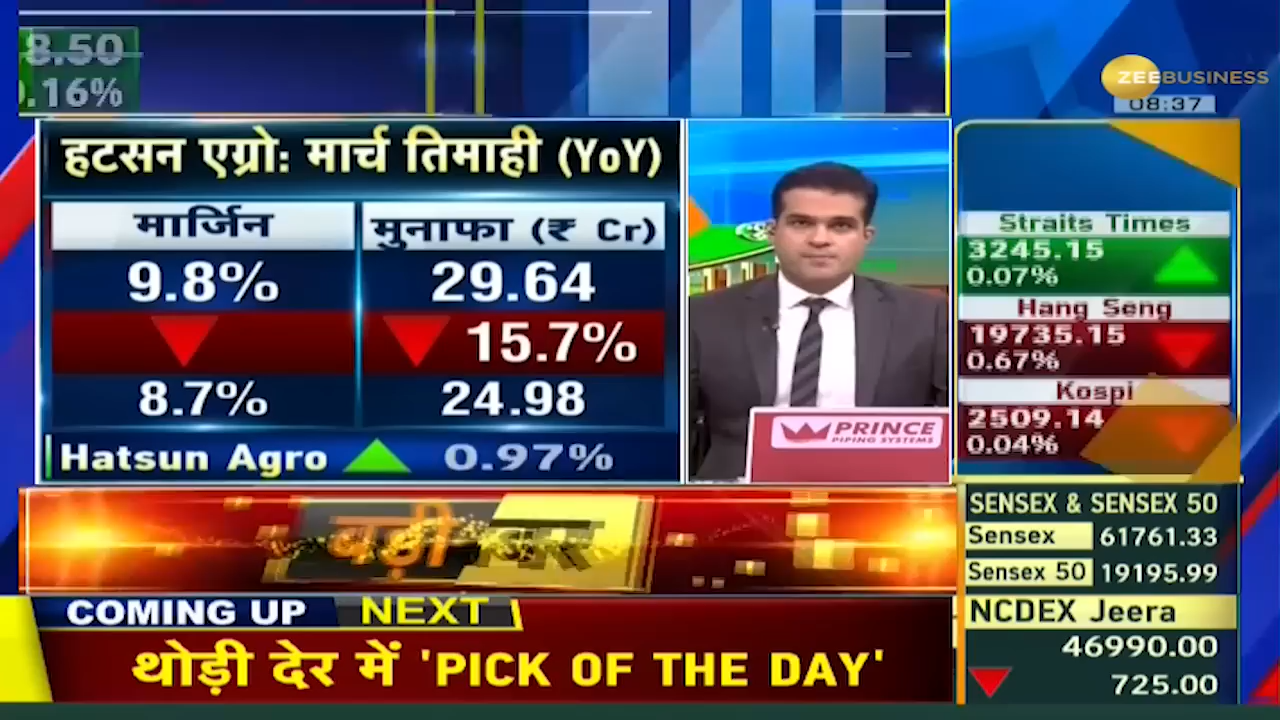 8.50
.16%
ZEEBUSINESS
08:37
हटसन एग्रो: मार्च तिमाही (YoY)
मार्जिन
मुनाफा (₹ Cr)
9.8%
29.64
15.7%
8.7%
24.98
Hatsun Agro 0.97%
PRINCE
PIPING SYSTEMS
Straits Times
3245.15
0.07%
Hang Seng
19735.15
0.67%
Kospi
2509.14
0.04%
SENSEX & SENSEX 50
Sensex 61761.33
Sensex 50 19195.99
NCDEX Jeera
46990.00
725.00
COMING UP NEXT
थोड़ी देर में 'PICK OF THE DAY'